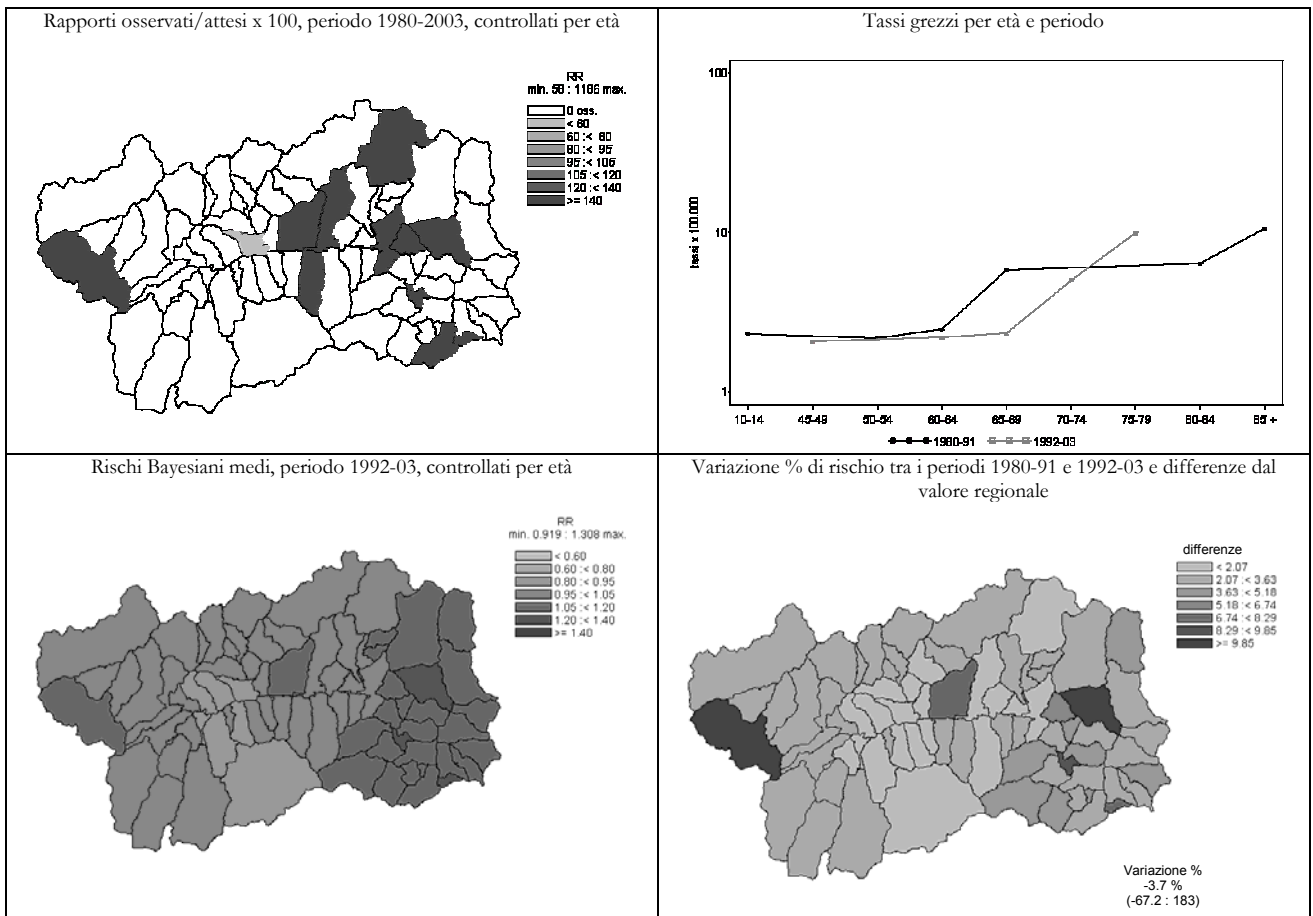 Rapporti osservati/attesi x 100, periodo 1980-2003, controllati per età
RR
min. 58 : 1186 max.
0 oss.
< 60
60 :< 80
80 :< 95
95 :< 105
105 :< 120
120 :< 140
>= 140
Tassi grezzi per età e periodo
100
10
1
tassi x 100.000
10-14
45-49
50-54
60-64
65-69
70-74
75-79
80-84
85 +
1980-91
1992-03
Rischi Bayesiani medi, periodo 1992-03, controllati per età
RR
min. 0.919 : 1.308 max.
< 0.60
0.60 :< 0.80
0.80 :< 0.95
0.95 :< 1.05
1.05 :< 1.20
1.20 :< 1.40
>= 1.40
Variazione % di rischio tra i periodi 1980-91 e 1992-03 e differenze dal
valore regionale
differenze
< 2.07
2.07 :< 3.63
3.63 :< 5.18
5.18 :< 6.74
6.74 :< 8.29
8.29 :< 9.85
>= 9.85
Variazione %
-3.7 %
(-67.2 : 183)